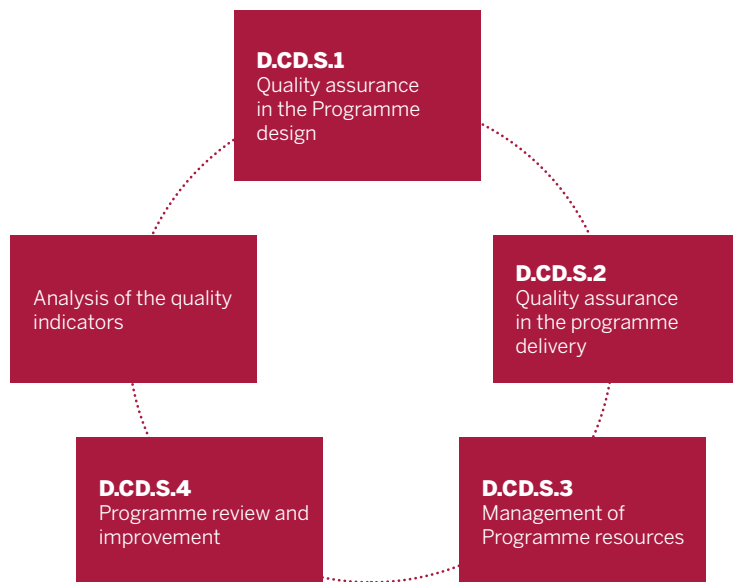 D.CD.S.1
Quality assurance
in the Programme
design
D.CD.S.2
Quality assurance
in the programme
delivery
D.CD.S.3
Management of
Programme resources
D.CD.S.4
Programme review and
improvement
Analysis of the quality
indicators